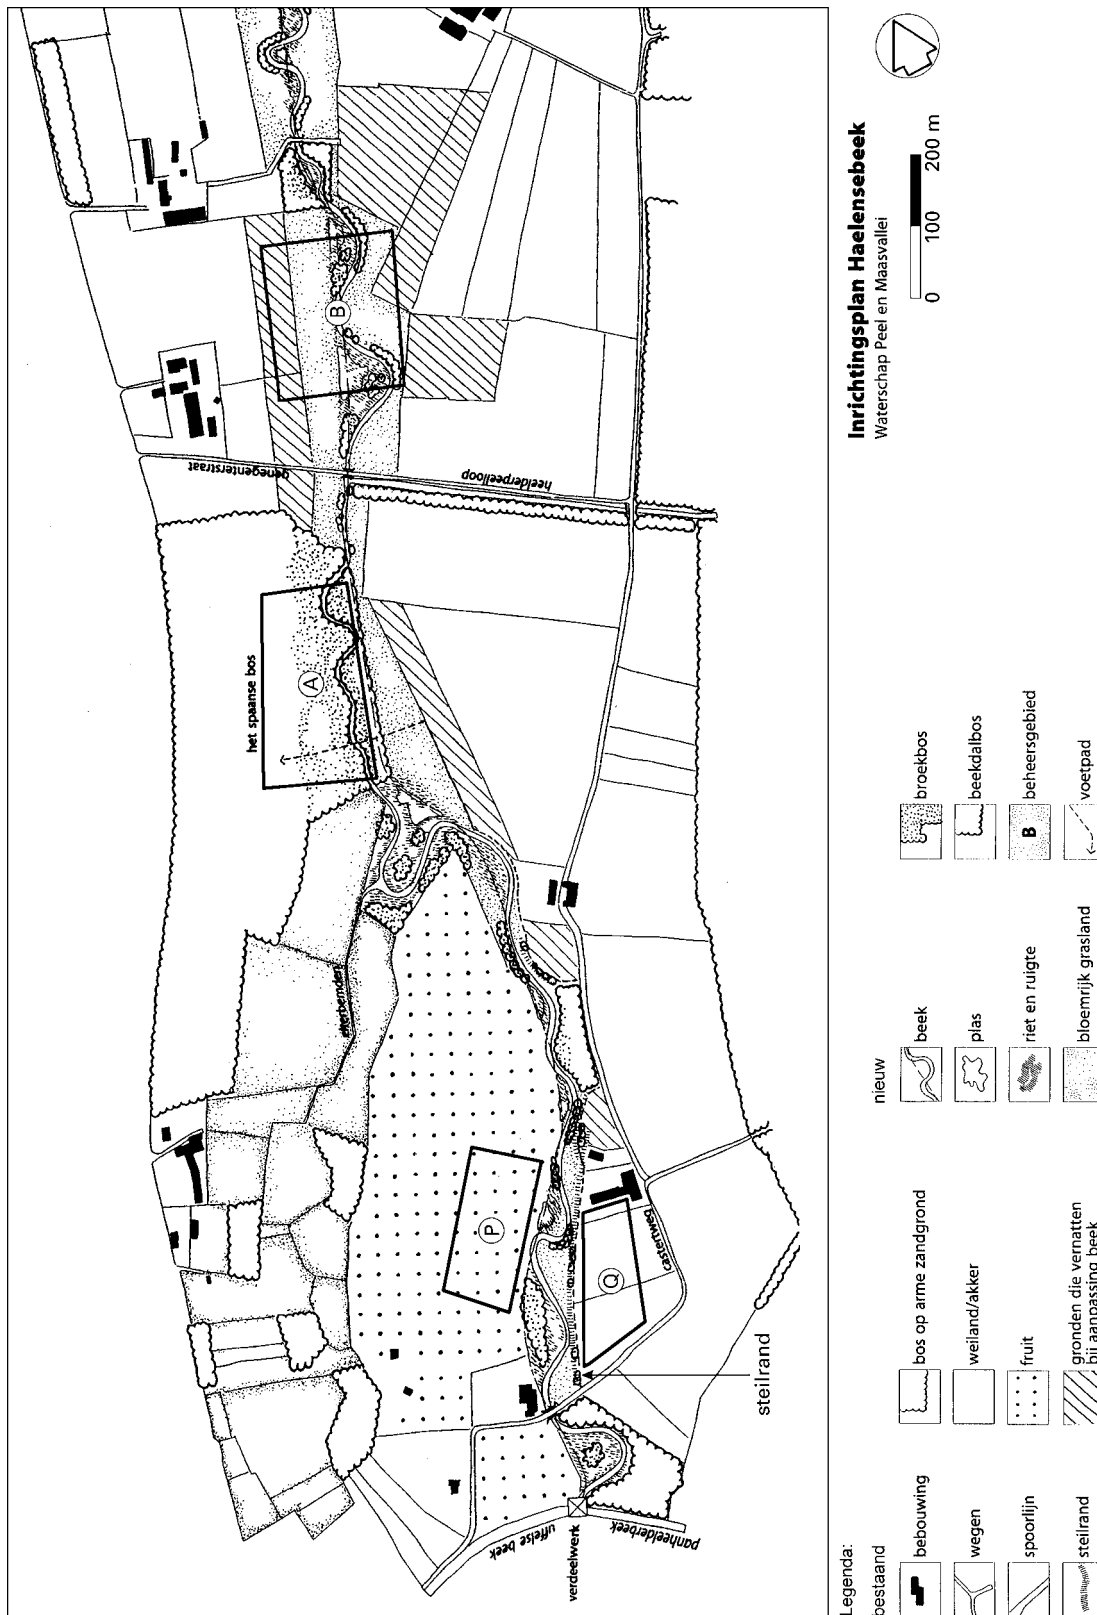 genegenterstraat
heelderpeelloop
het spaanse bos
A
B
elterbemden
P
Q
casterweg
steilrand
uffelse beek
verdeelwerk
panheelderbeek
Inrichtingsplan Haelensebeek
Waterschap Peel en Maasvallei
0 100 200 m
Legenda:
bestaand
bebouwing
wegen
spoorlijn
steilrand
bos op arme zandgrond
weiland/akker
fruit
gronden die vernatten
bij aanpassing beek
nieuw
beek
plas
riet en ruigte
bloemrijk grasland
broekbos
beekdalbos
B
beheersgebied
voetpad